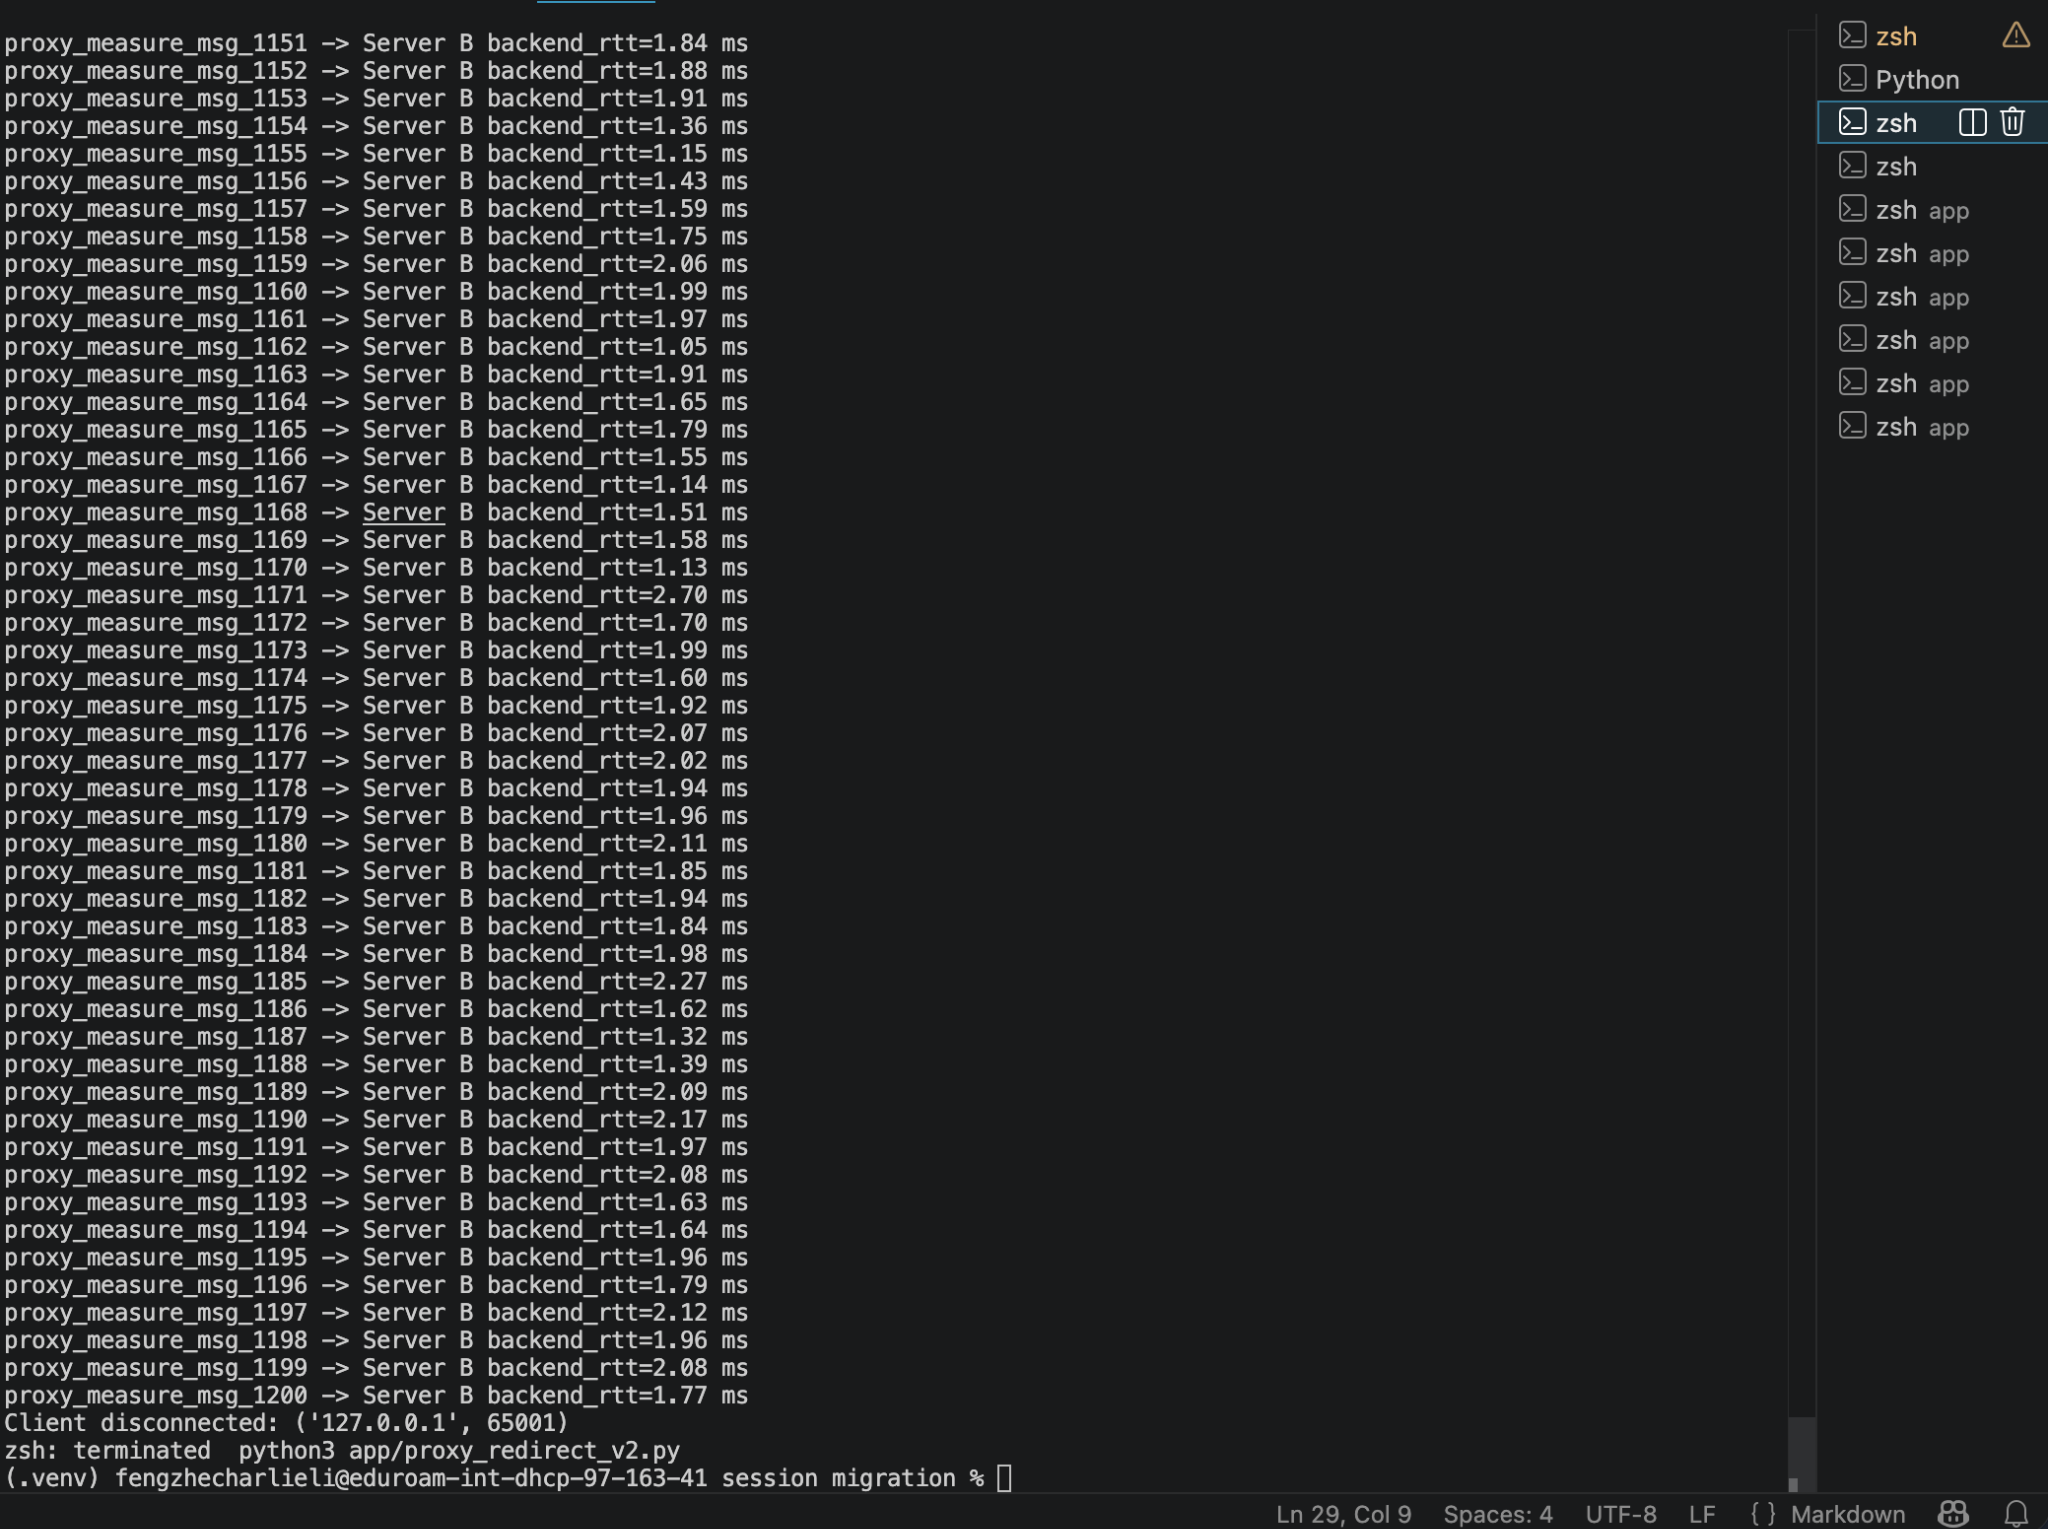 proxy_measure_msg_1151 -> Server B backend_rtt=1.84 ms
proxy_measure_msg_1152 -> Server B backend_rtt=1.88 ms
proxy_measure_msg_1153 -> Server B backend_rtt=1.91 ms
proxy_measure_msg_1154 -> Server B backend_rtt=1.36 ms
proxy_measure_msg_1155 -> Server B backend_rtt=1.15 ms
proxy_measure_msg_1156 -> Server B backend_rtt=1.43 ms
proxy_measure_msg_1157 -> Server B backend_rtt=1.59 ms
proxy_measure_msg_1158 -> Server B backend_rtt=1.75 ms
proxy_measure_msg_1159 -> Server B backend_rtt=2.06 ms
proxy_measure_msg_1160 -> Server B backend_rtt=1.99 ms
proxy_measure_msg_1161 -> Server B backend_rtt=1.97 ms
proxy_measure_msg_1162 -> Server B backend_rtt=1.05 ms
proxy_measure_msg_1163 -> Server B backend_rtt=1.91 ms
proxy_measure_msg_1164 -> Server B backend_rtt=1.65 ms
proxy_measure_msg_1165 -> Server B backend_rtt=1.79 ms
proxy_measure_msg_1166 -> Server B backend_rtt=1.55 ms
proxy_measure_msg_1167 -> Server B backend_rtt=1.14 ms
proxy_measure_msg_1168 -> Server B backend_rtt=1.51 ms
proxy_measure_msg_1169 -> Server B backend_rtt=1.58 ms
proxy_measure_msg_1170 -> Server B backend_rtt=1.13 ms
proxy_measure_msg_1171 -> Server B backend_rtt=2.70 ms
proxy_measure_msg_1172 -> Server B backend_rtt=1.70 ms
proxy_measure_msg_1173 -> Server B backend_rtt=1.99 ms
proxy_measure_msg_1174 -> Server B backend_rtt=1.60 ms
proxy_measure_msg_1175 -> Server B backend_rtt=1.92 ms
proxy_measure_msg_1176 -> Server B backend_rtt=2.07 ms
proxy_measure_msg_1177 -> Server B backend_rtt=2.02 ms
proxy_measure_msg_1178 -> Server B backend_rtt=1.94 ms
proxy_measure_msg_1179 -> Server B backend_rtt=1.96 ms
proxy_measure_msg_1180 -> Server B backend_rtt=2.11 ms
proxy_measure_msg_1181 -> Server B backend_rtt=1.85 ms
proxy_measure_msg_1182 -> Server B backend_rtt=1.94 ms
proxy_measure_msg_1183 -> Server B backend_rtt=1.84 ms
proxy_measure_msg_1184 -> Server B backend_rtt=1.98 ms
proxy_measure_msg_1185 -> Server B backend_rtt=2.27 ms
proxy_measure_msg_1186 -> Server B backend_rtt=1.62 ms
proxy_measure_msg_1187 -> Server B backend_rtt=1.32 ms
proxy_measure_msg_1188 -> Server B backend_rtt=1.39 ms
proxy_measure_msg_1189 -> Server B backend_rtt=2.09 ms
proxy_measure_msg_1190 -> Server B backend_rtt=2.17 ms
proxy_measure_msg_1191 -> Server B backend_rtt=1.97 ms
proxy_measure_msg_1192 -> Server B backend_rtt=2.08 ms
proxy_measure_msg_1193 -> Server B backend_rtt=1.63 ms
proxy_measure_msg_1194 -> Server B backend_rtt=1.64 ms
proxy_measure_msg_1195 -> Server B backend_rtt=1.96 ms
proxy_measure_msg_1196 -> Server B backend_rtt=1.79 ms
proxy_measure_msg_1197 -> Server B backend_rtt=2.12 ms
proxy_measure_msg_1198 -> Server B backend_rtt=1.96 ms
proxy_measure_msg_1199 -> Server B backend_rtt=2.08 ms
proxy_measure_msg_1200 -> Server B backend_rtt=1.77 ms
Client disconnected: ('127.0.0.1', 65001)
zsh: terminated  python3 app/proxy_redirect_v2.py
(.venv) fengzhecharlieli@eduroam-int-dhcp-97-163-41 session migration %
zsh
Python
zsh
zsh
zsh app
zsh app
zsh app
zsh app
zsh app
zsh app
Ln 29, Col 9 Spaces: 4 UTF-8 LF { } Markdown